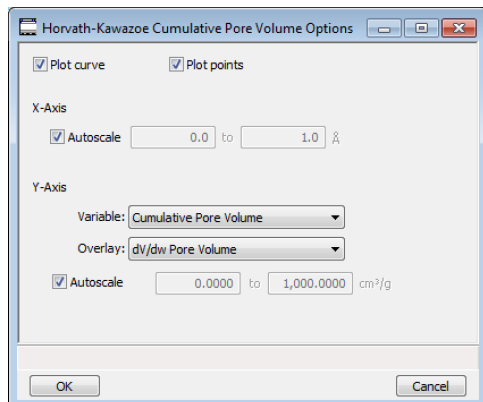 Horvath-Kawazoe Cumulative Pore Volume Options
Plot curve Plot points
X-Axis
Autoscale 0.0 to 1.0 Å
Y-Axis
Variable: Cumulative Pore Volume
Overlay: dV/dw Pore Volume
Autoscale 0.0000 to 1,000.0000 cm³/g
OK Cancel